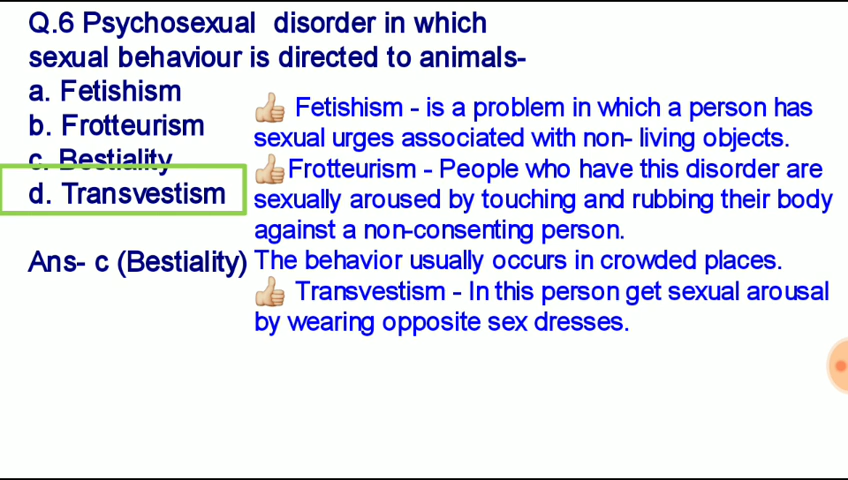 Q.6 Psychosexual disorder in which
sexual behaviour is directed to animals-
a. Fetishism
b. Frotteurism
c. Bestiality
d. Transvestism
Ans- c (Bestiality)
👍 Fetishism - is a problem in which a person has
sexual urges associated with non- living objects.
👍Frotteurism - People who have this disorder are
sexually aroused by touching and rubbing their body
against a non-consenting person.
The behavior usually occurs in crowded places.
👍 Transvestism - In this person get sexual arousal
by wearing opposite sex dresses.